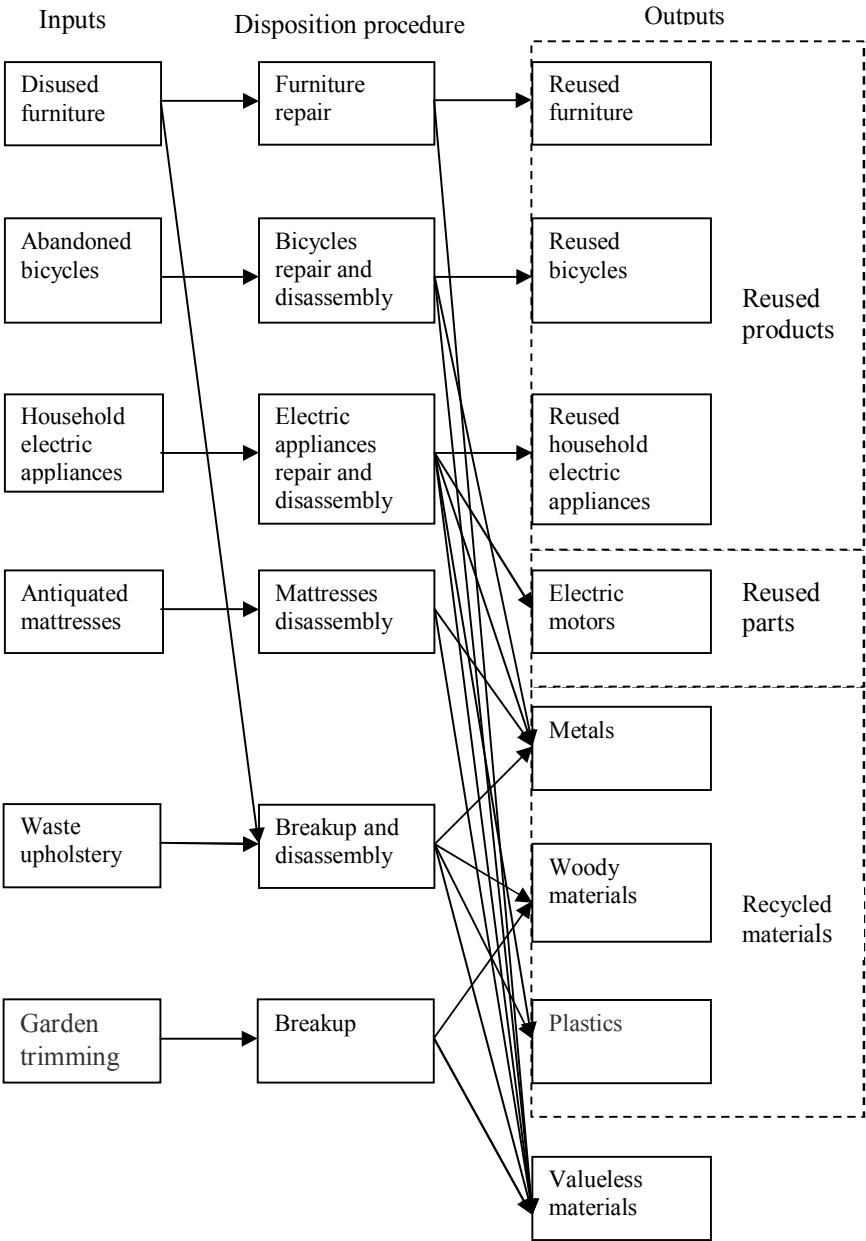 Inputs
Disposition procedure
Outputs
Disused
furniture
Furniture
repair
Reused
furniture
Abandoned
bicycles
Bicycles
repair and
disassembly
Reused
bicycles
Reused
products
Household
electric
appliances
Electric
appliances
repair and
disassembly
Reused
household
electric
appliances
Antiquated
mattresses
Mattresses
disassembly
Electric
motors
Reused
parts
Metals
Waste
upholstery
Breakup and
disassembly
Woody
materials
Recycled
materials
Garden
trimming
Breakup
Plastics
Valueless
materials